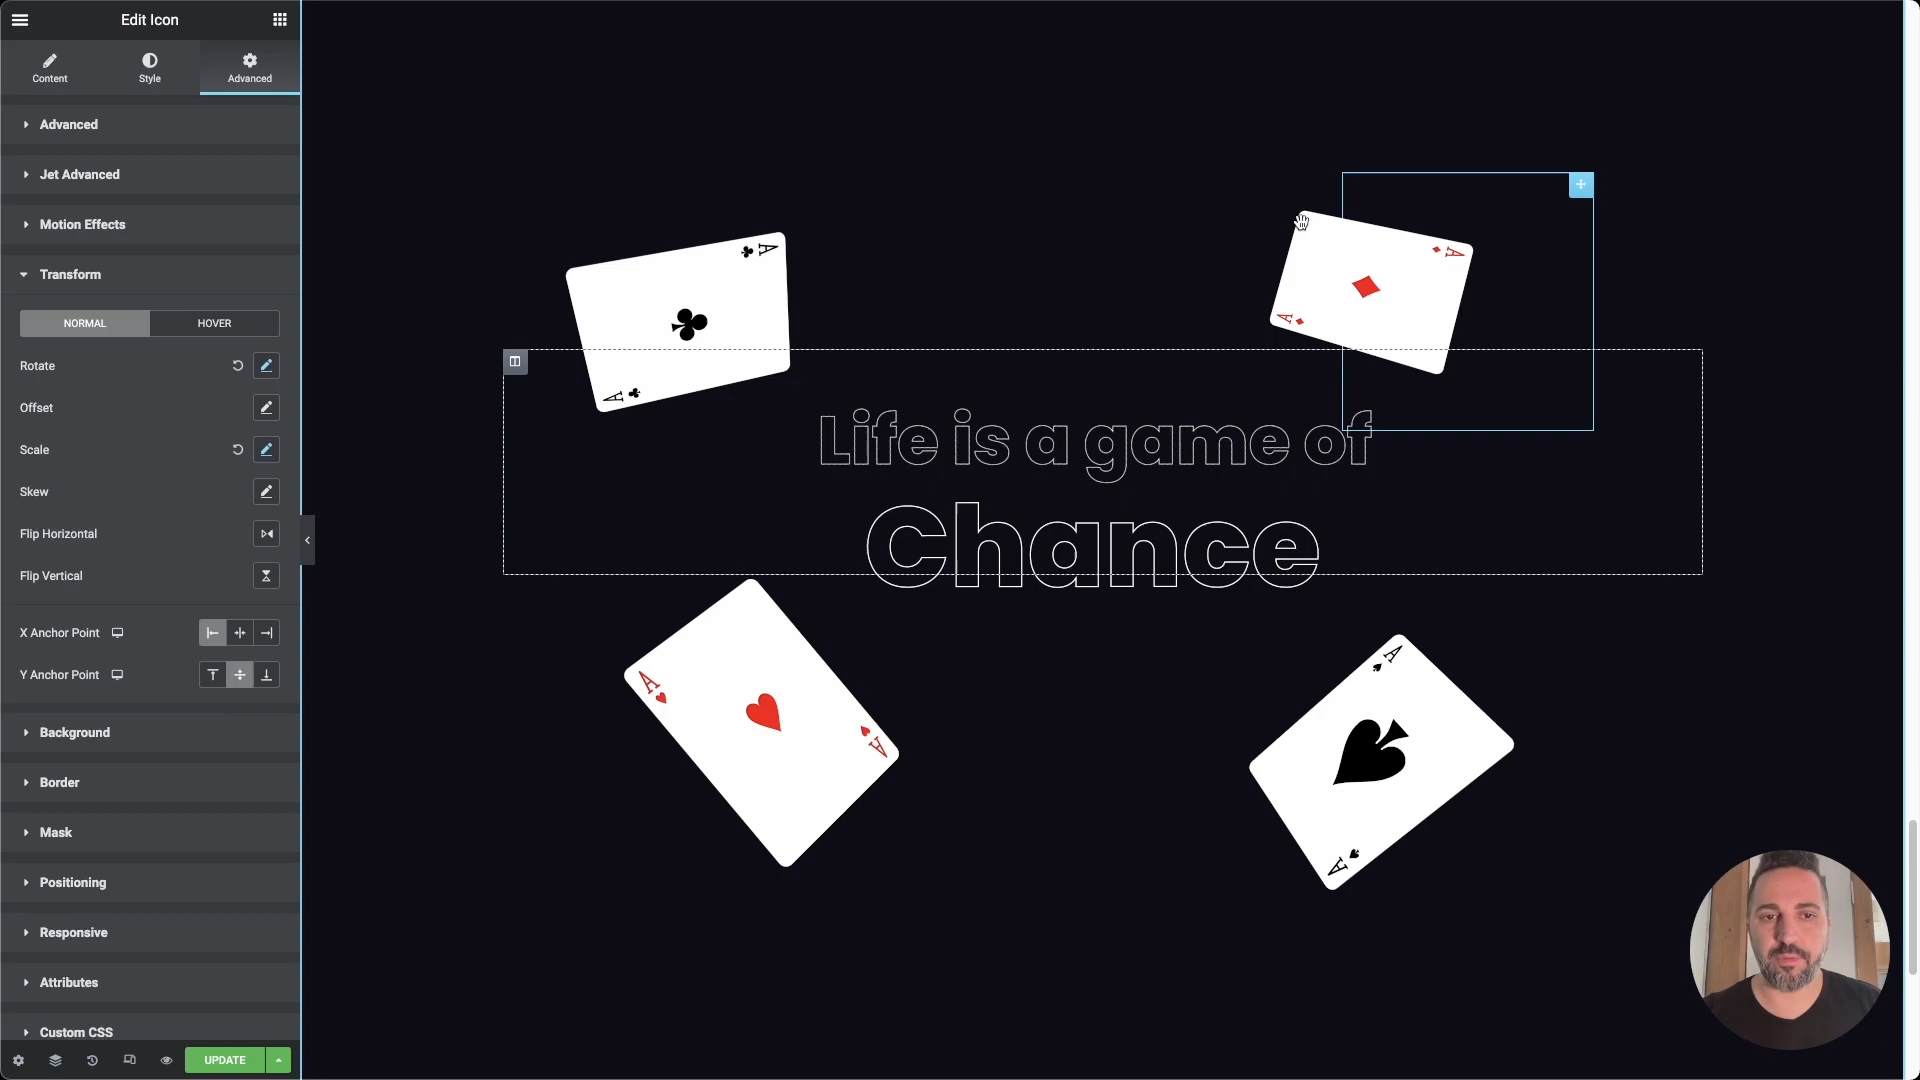 Edit Icon
Content
Style
Advanced
Advanced
Jet Advanced
Motion Effects
Transform
NORMAL
HOVER
Rotate
Offset
Scale
Skew
Flip Horizontal
Flip Vertical
X Anchor Point
Y Anchor Point
Background
Border
Mask
Positioning
Responsive
Attributes
Custom CSS
UPDATE
A
A
A
A
Life is a game of
Chance
A
A
A
A